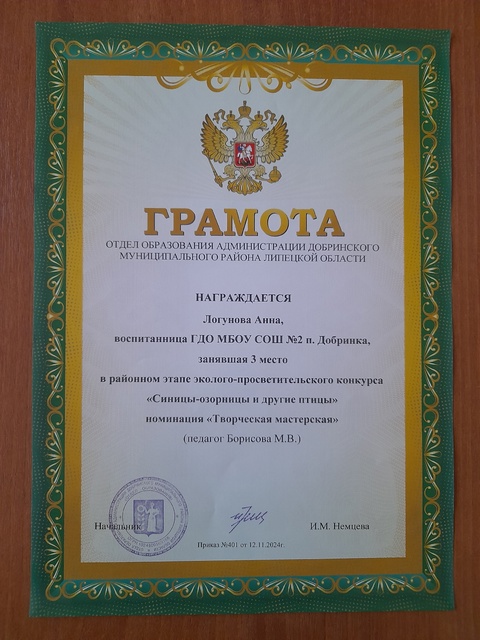 ГРАМОТА
ОТДЕЛ ОБРАЗОВАНИЯ АДМИНИСТРАЦИИ ДОБРИНСКОГО
МУНИЦИПАЛЬНОГО РАЙОНА ЛИПЕЦКОЙ ОБЛАСТИ
НАГРАЖДАЕТСЯ
Логунова Анна,
воспитанница ГДО МБОУ СОШ №2 п. Добринка,
занявшая 3 место
в районном этапе эколого-просветительского конкурса
«Синицы-озорницы и другие птицы»
номинация «Творческая мастерская»
(педагог Борисова М.В.)
Начальник И.М. Немцева
Приказ №401 от 12.11.2024г.